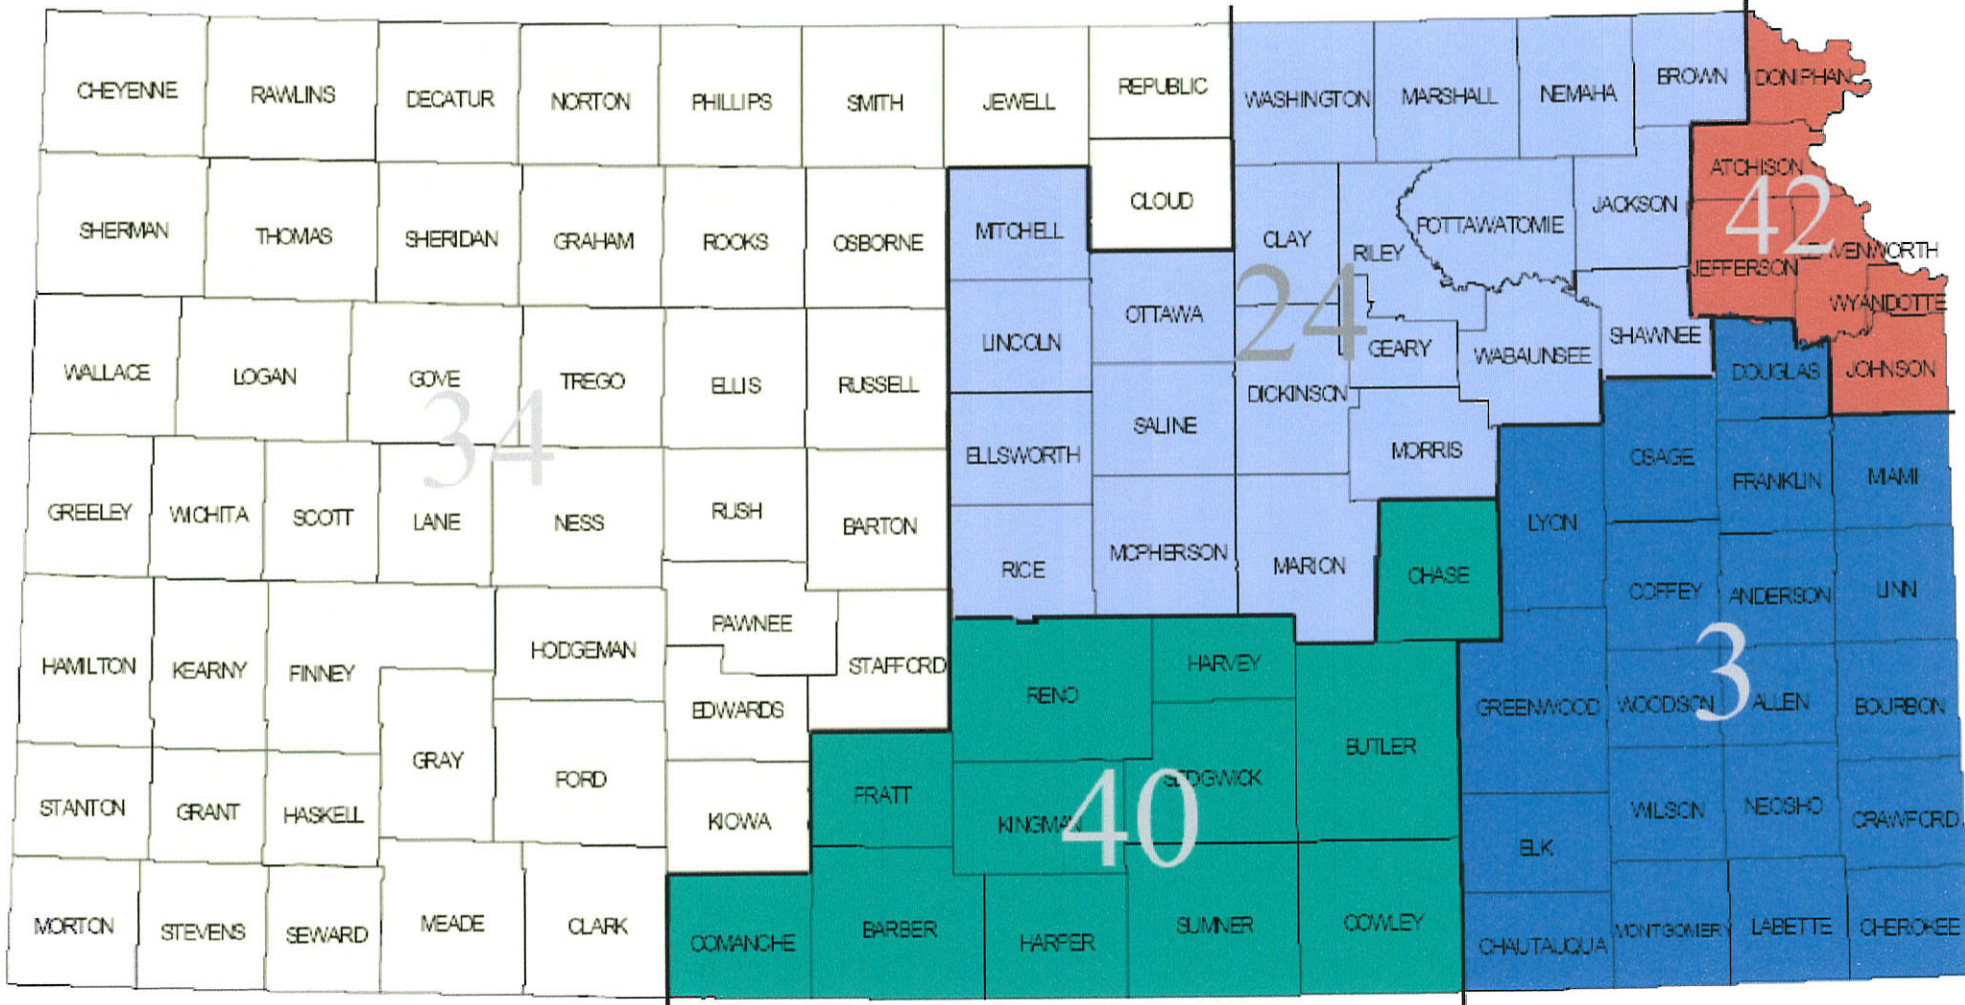 CHEYENNE
RAWLINS
DECATUR
NORTON
PHILLIPS
SMITH
JEWELL
REPUBLIC
WASHINGTON
MARSHALL
NEMAHA
BROWN
DONIPHAN
SHERMAN
THOMAS
SHERIDAN
GRAHAM
ROOKS
OSBORNE
MITCHELL
CLOUD
CLAY
RILEY
POTTAWATOMIE
JACKSON
ATCHISON
42
JEFFERSON
VENWORTH
WYANDOTTE
WALLACE
LOGAN
GOVE
TREGO
ELLIS
RUSSELL
LINCOLN
OTTAWA
24
GEARY
WABAUNSEE
SHAWNEE
DOUGLAS
JOHNSON
34
ELLSWORTH
SALINE
DICKINSON
MORRIS
OSAGE
FRANKLIN
MIAMI
GREELEY
WICHITA
SCOTT
LANE
NESS
RUSH
BARTON
RICE
MCPHERSON
MARION
CHASE
LYON
COFFEY
ANDERSON
LINN
HAMILTON
KEARNY
FINNEY
HODGEMAN
PAWNEE
STAFFORD
EDWARDS
RENO
HARVEY
GREENWOOD
WOODSON
3
ALLEN
BOURBON
GRAY
FORD
BUTLER
SEDGWICK
STANTON
GRANT
HASKELL
KIOWA
PRATT
KINGMAN
40
ELK
WILSON
NEOSHO
CRAWFORD
MORTON
STEVENS
SEWARD
MEADE
CLARK
COMANCHE
BARBER
HARPER
SUMNER
COWLEY
CHAUTAUQUA
MONTGOMERY
LABETTE
CHEROKEE